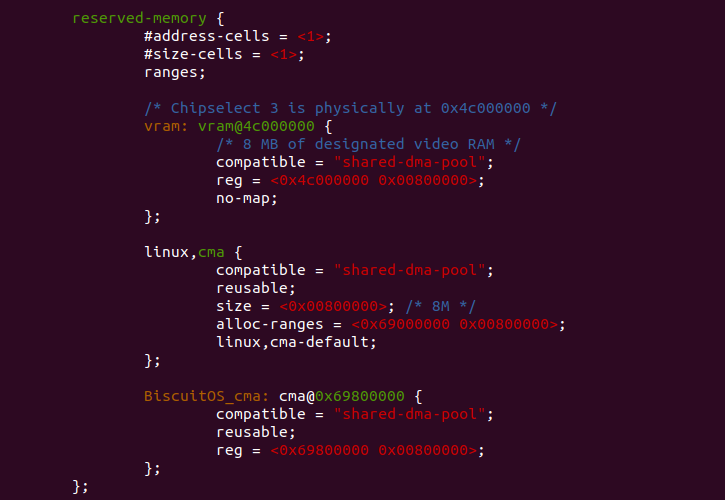 reserved-memory {
#address-cells = <1>;
#size-cells = <1>;
ranges;
/* Chipselect 3 is physically at 0x4c000000 */
vram: vram@4c000000 {
/* 8 MB of designated video RAM */
compatible = "shared-dma-pool";
reg = <0x4c000000 0x00800000>;
no-map;
};
linux,cma {
compatible = "shared-dma-pool";
reusable;
size = <0x00800000>; /* 8M */
alloc-ranges = <0x69000000 0x00800000>;
linux,cma-default;
};
BiscuitOS_cma: cma@0x69800000 {
compatible = "shared-dma-pool";
reusable;
reg = <0x69800000 0x00800000>;
};
};